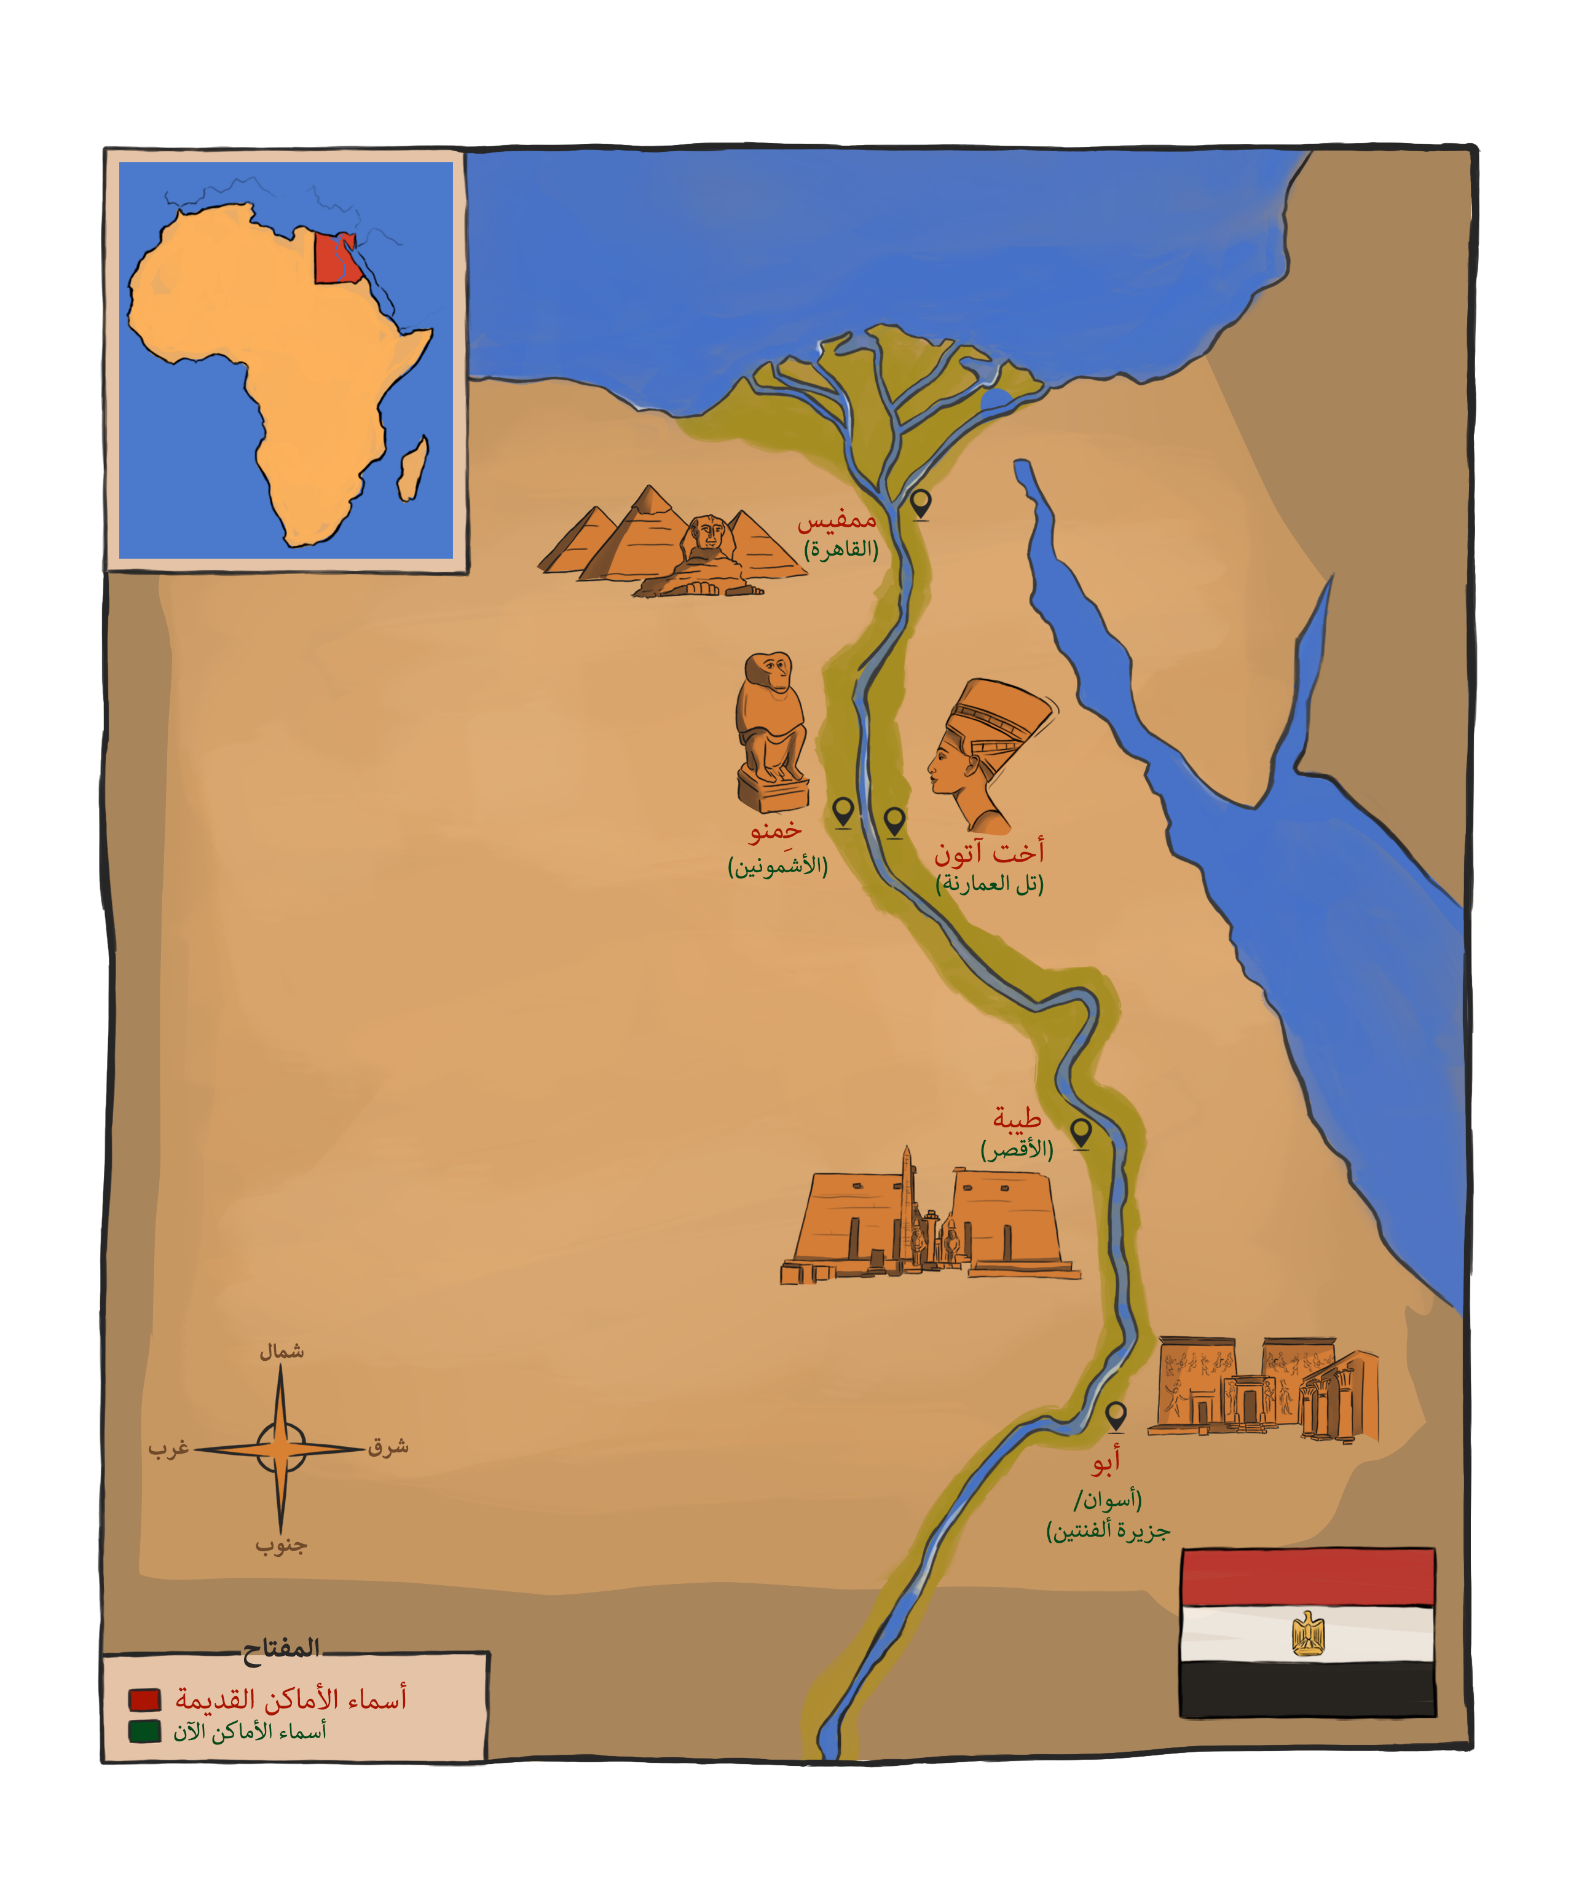 ممفيس
(القاهرة)
خِمنو
(الأشمونين)
أخت آتون
(تل العمارنة)
طيبة
(الأقصر)
أبو
(أسوان/
جزيرة ألفنتين)
شمال
شرق
غرب
جنوب
المفتاح
أسماء الأماكن القديمة
أسماء الأماكن الآن